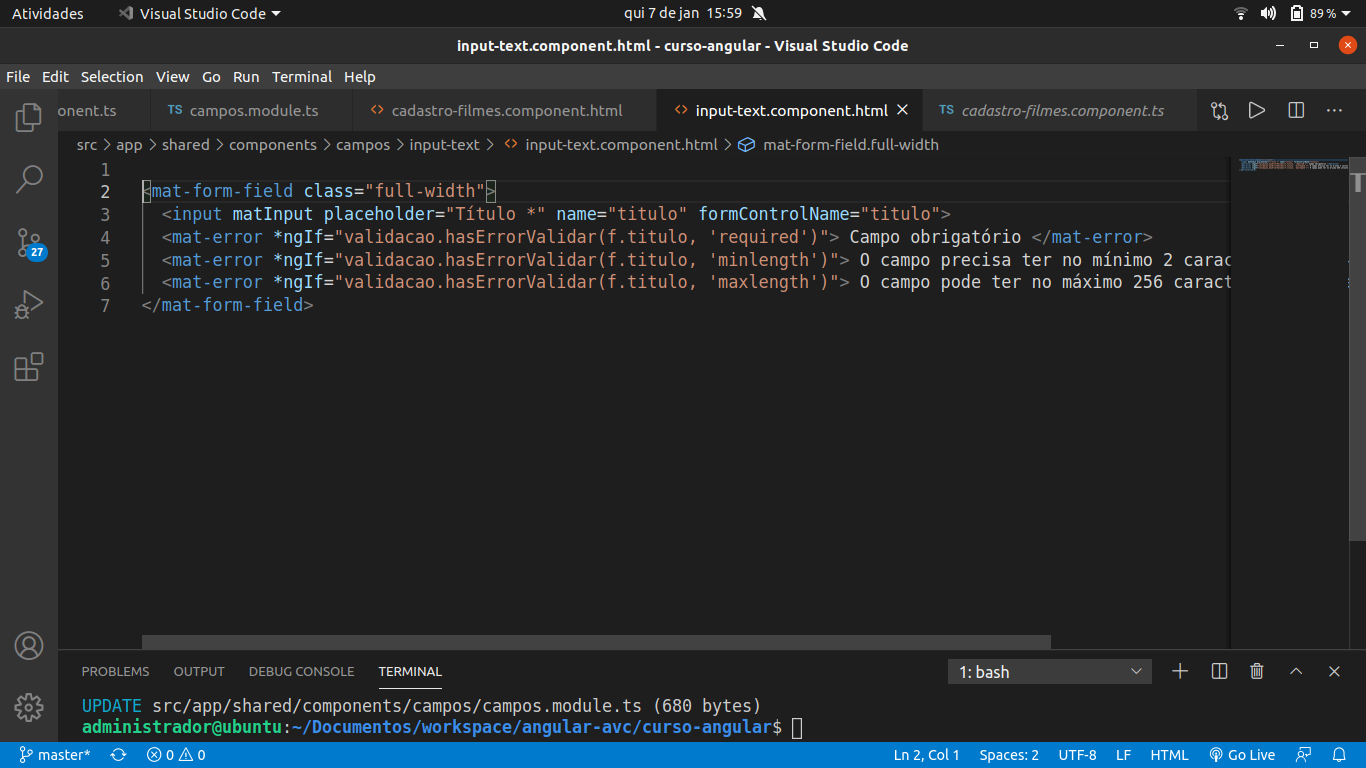 Atividades Visual Studio Code qui 7 de jan 15:59 89 %
input-text.component.html - curso-angular - Visual Studio Code
File Edit Selection View Go Run Terminal Help
onent.ts TS campos.module.ts <> cadastro-filmes.component.html <> input-text.component.html TS cadastro-filmes.component.ts
src > app > shared > components > campos > input-text > <> input-text.component.html > mat-form-field.full-width
1
2 <mat-form-field class="full-width">
3 <input matInput placeholder="Título *" name="titulo" formControlName="titulo">
4 <mat-error *ngIf="validacao.hasErrorValidar(f.titulo, 'required')"> Campo obrigatório </mat-error>
5 <mat-error *ngIf="validacao.hasErrorValidar(f.titulo, 'minlength')"> O campo precisa ter no mínimo 2 carac
6 <mat-error *ngIf="validacao.hasErrorValidar(f.titulo, 'maxlength')"> O campo pode ter no máximo 256 caract
7 </mat-form-field>
27
PROBLEMS OUTPUT DEBUG CONSOLE TERMINAL 1: bash
UPDATE src/app/shared/components/campos/campos.module.ts (680 bytes)
administrador@ubuntu:~/Documentos/workspace/angular-avc/curso-angular$
master* 0 0 Ln 2, Col 1 Spaces: 2 UTF-8 LF HTML Go Live